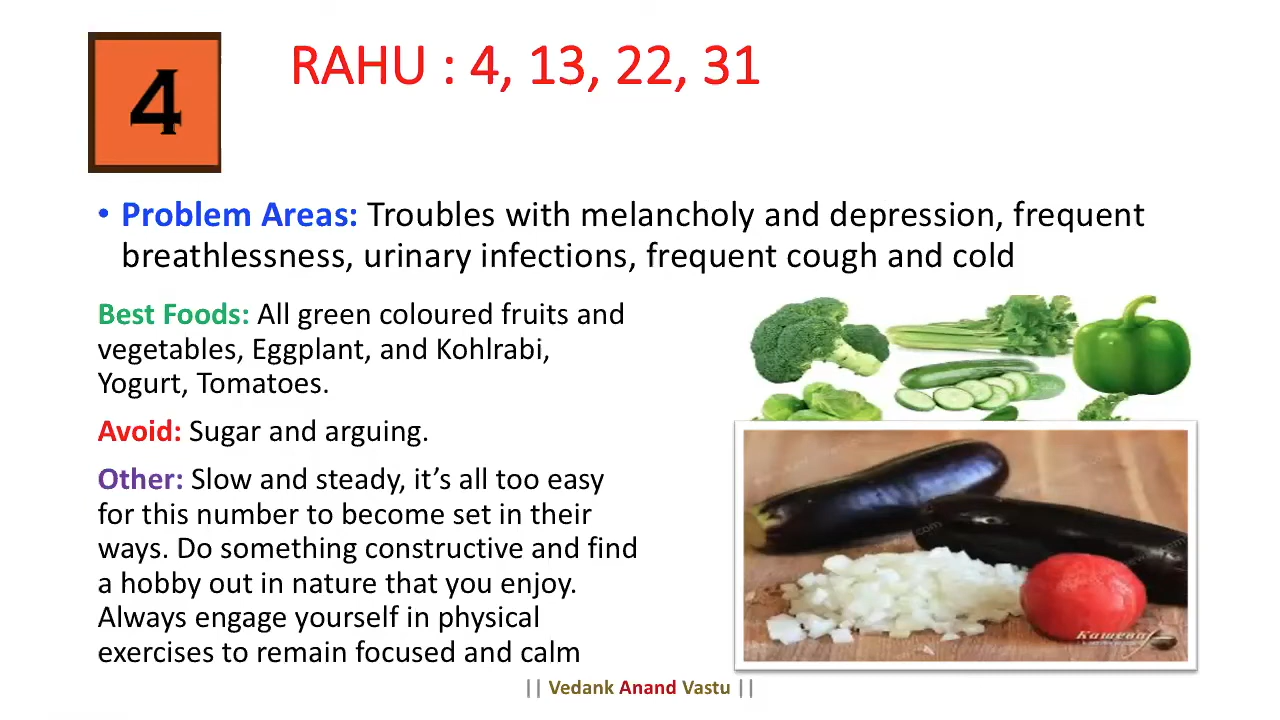 4
RAHU : 4, 13, 22, 31
• Problem Areas: Troubles with melancholy and depression, frequent
breathlessness, urinary infections, frequent cough and cold
Best Foods: All green coloured fruits and
vegetables, Eggplant, and Kohlrabi,
Yogurt, Tomatoes.
Avoid: Sugar and arguing.
Other: Slow and steady, it’s all too easy
for this number to become set in their
ways. Do something constructive and find
a hobby out in nature that you enjoy.
Always engage yourself in physical
exercises to remain focused and calm
|| Vedank Anand Vastu ||